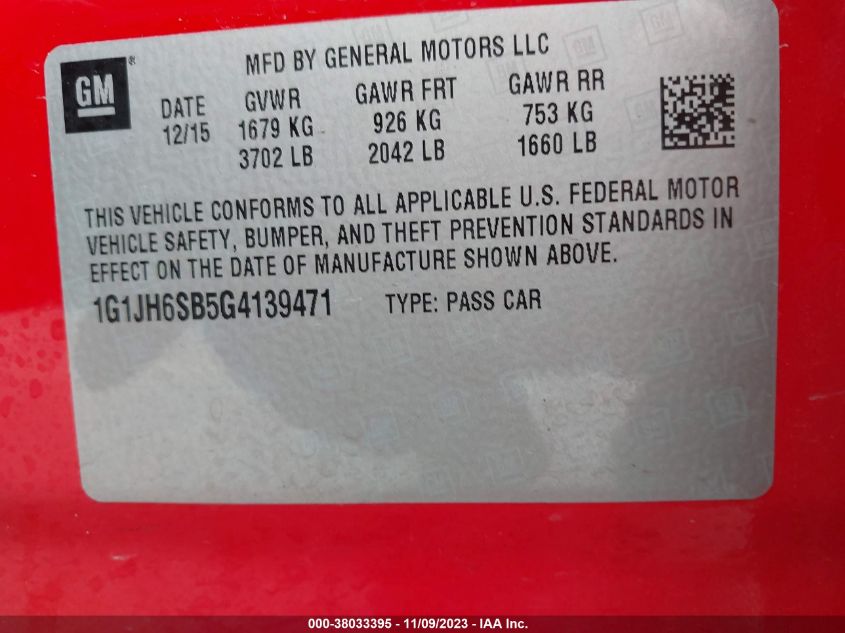 MFD BY GENERAL MOTORS LLC
GM®
DATE 12/15
GVWR 1679 KG 3702 LB
GAWR FRT 926 KG 2042 LB
GAWR RR 753 KG 1660 LB
THIS VEHICLE CONFORMS TO ALL APPLICABLE U.S. FEDERAL MOTOR
VEHICLE SAFETY, BUMPER, AND THEFT PREVENTION STANDARDS IN
EFFECT ON THE DATE OF MANUFACTURE SHOWN ABOVE.
1G1JH6SB5G4139471 TYPE: PASS CAR
000-38033395 - 11/09/2023 - IAA Inc.